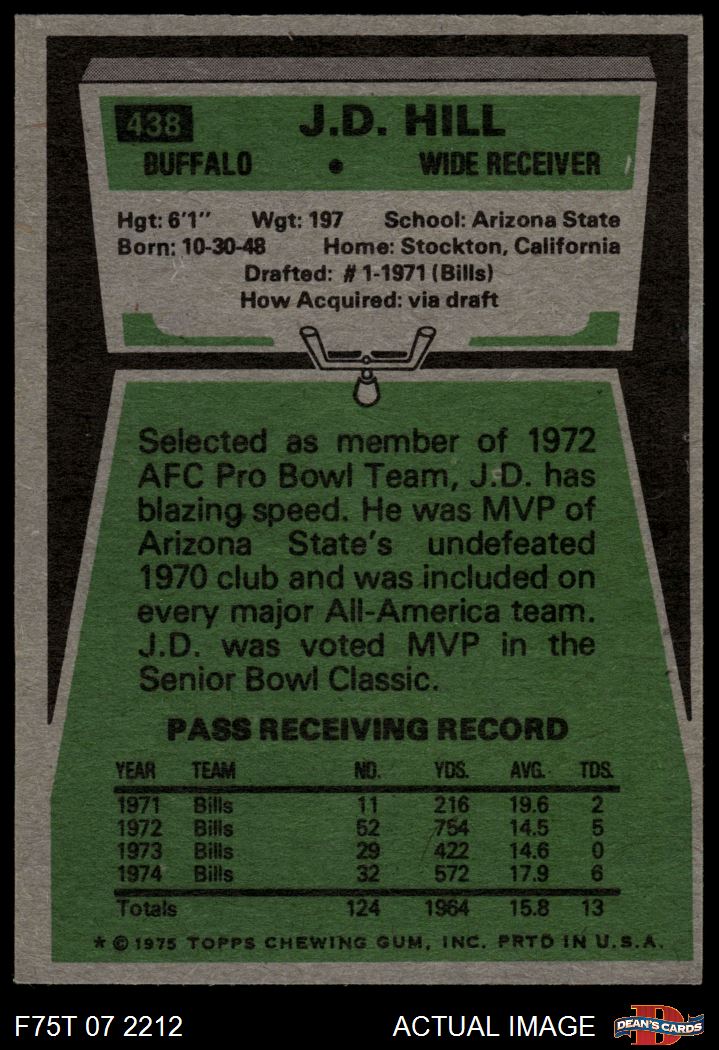 438
J.D. HILL
BUFFALO • WIDE RECEIVER
Hgt: 6'1" Wgt: 197 School: Arizona State
Born: 10-30-48 Home: Stockton, California
Drafted: #1-1971 (Bills)
How Acquired: via draft
Selected as member of 1972
AFC Pro Bowl Team, J.D. has
blazing speed. He was MVP of
Arizona State's undefeated
1970 club and was included on
every major All-America team.
J.D. was voted MVP in the
Senior Bowl Classic.
PASS RECEIVING RECORD
YEAR TEAM NO. YDS. AVG. TDS.
1971 Bills 11 216 19.6 2
1972 Bills 52 754 14.5 5
1973 Bills 29 422 14.6 0
1974 Bills 32 572 17.9 6
Totals 124 1964 15.8 13
* © 1975 TOPPS CHEWING GUM, INC. PRTD IN U.S.A.
F75T 07 2212 ACTUAL IMAGE DEAN'S CARDS